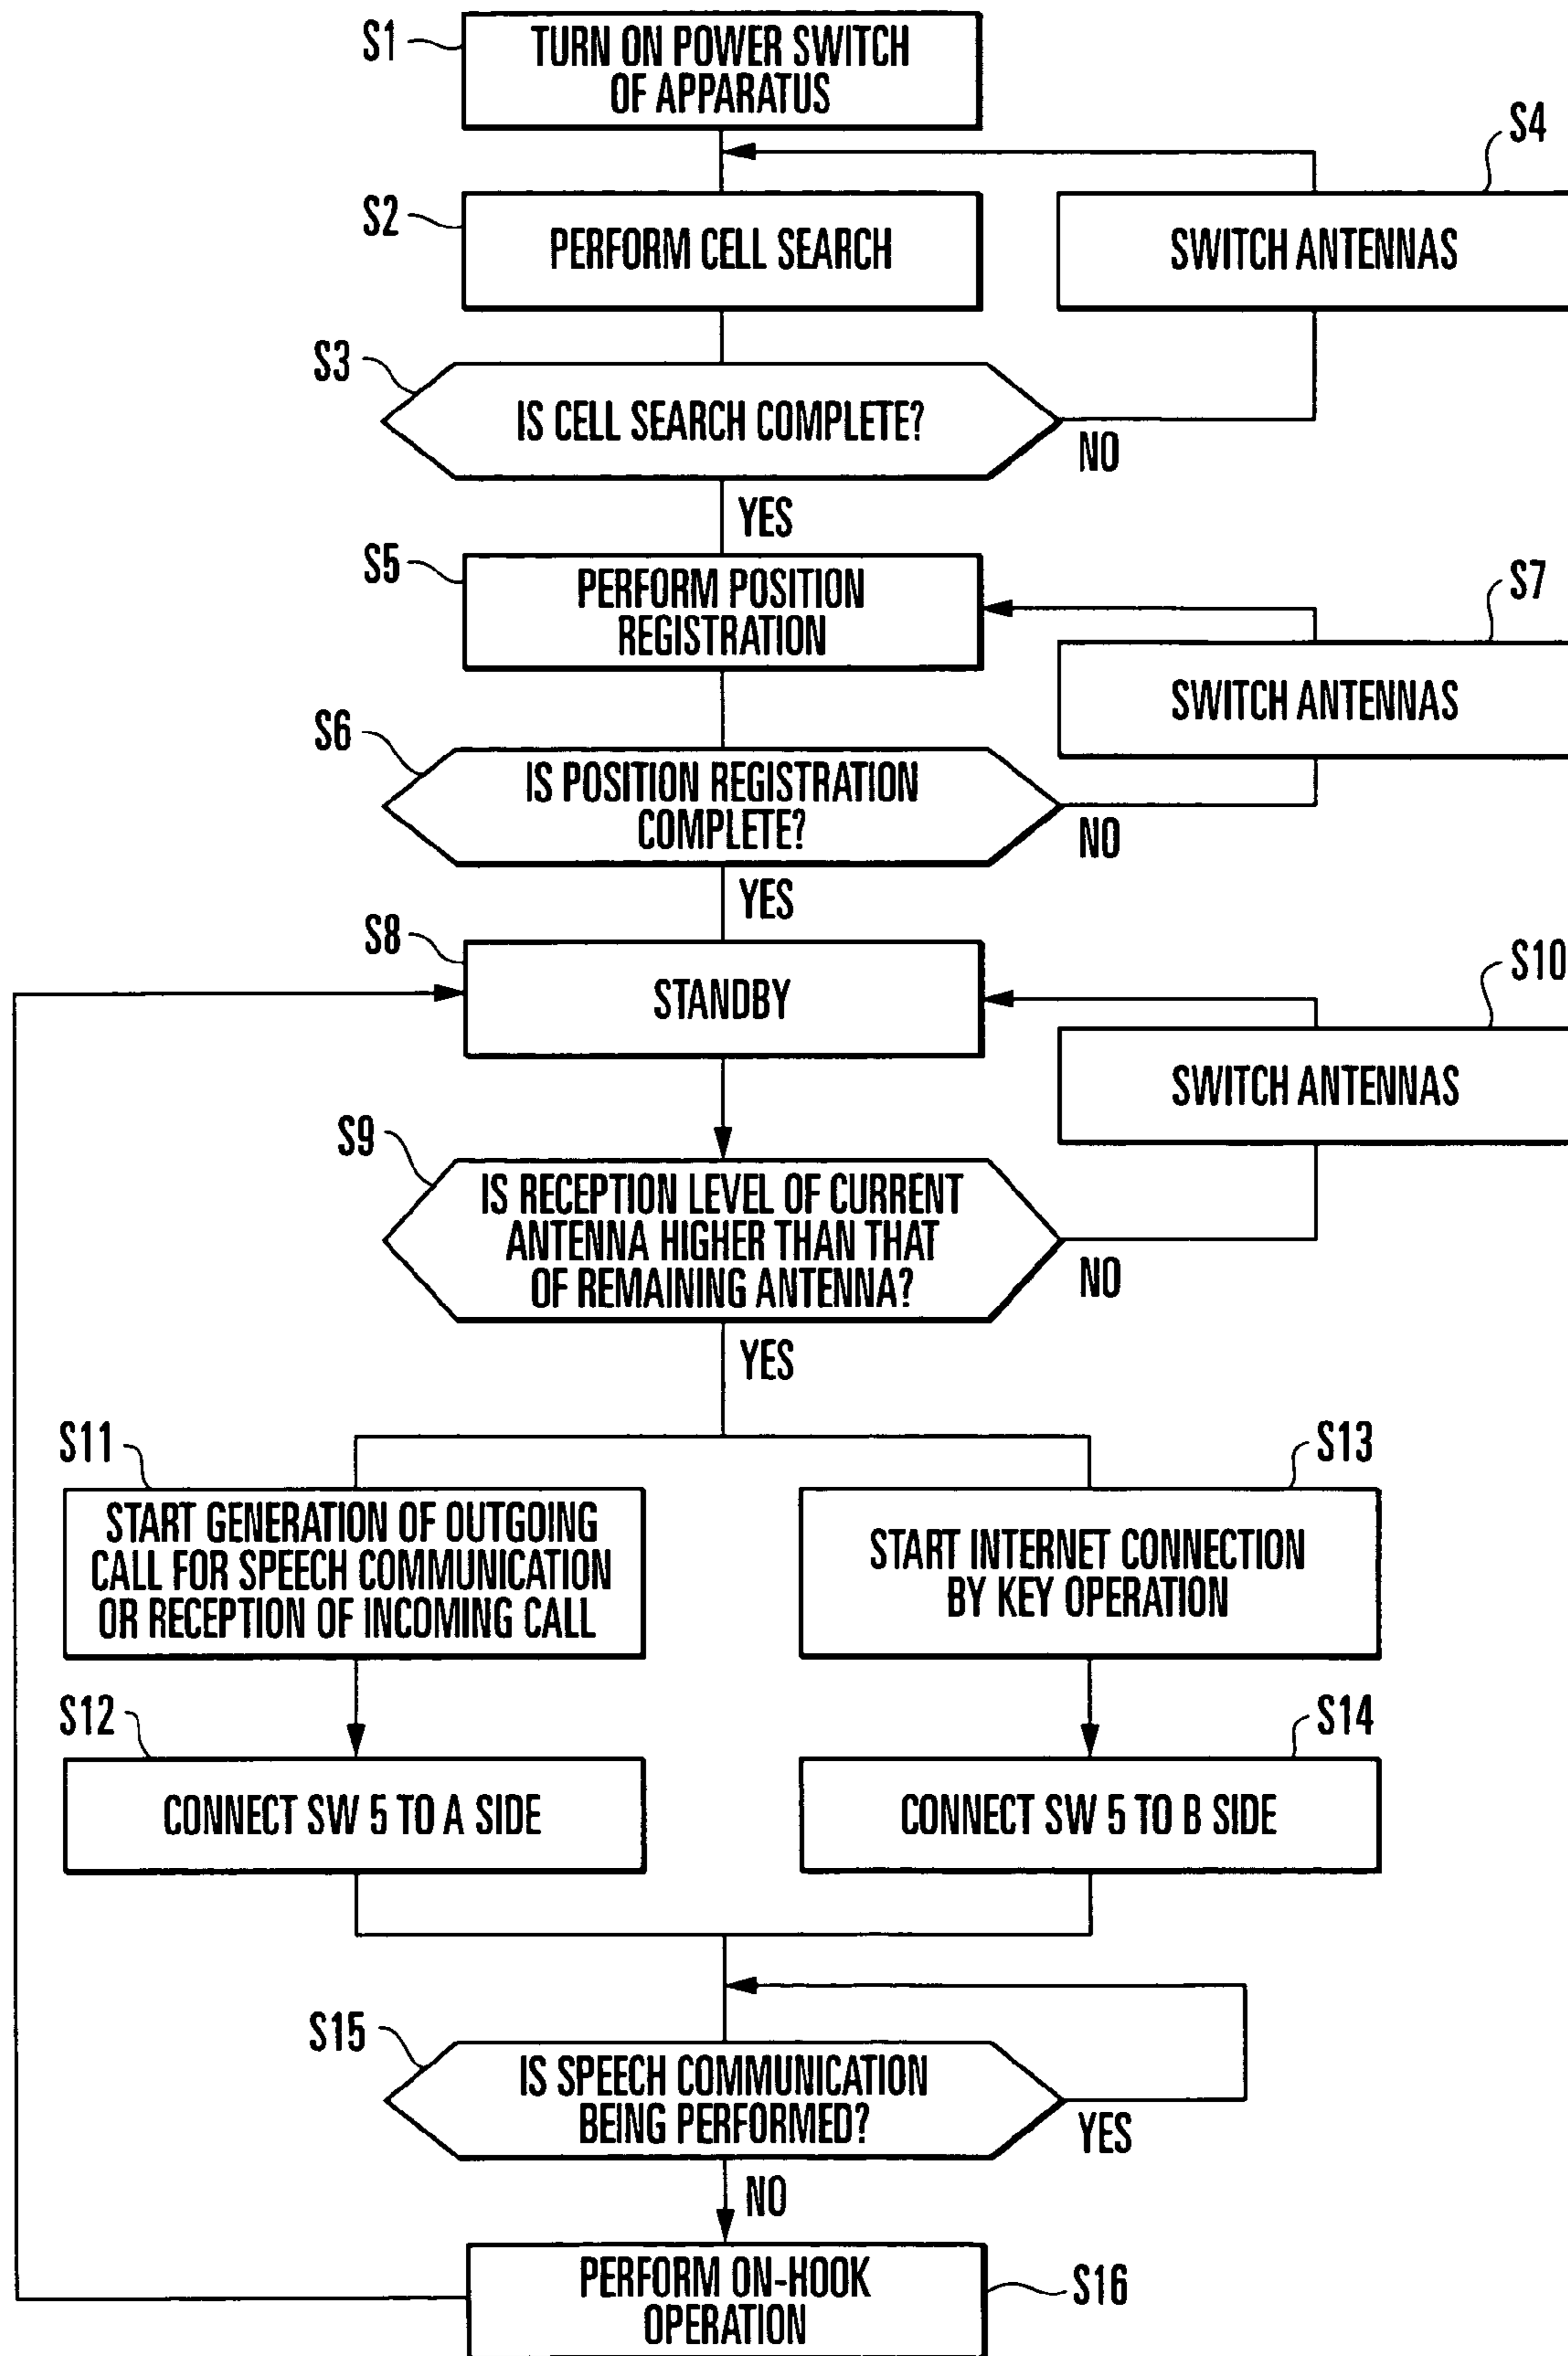 S1
TURN ON POWER SWITCH
OF APPARATUS
S4
S2
PERFORM CELL SEARCH
SWITCH ANTENNAS
S3
IS CELL SEARCH COMPLETE?
NO
YES
S5
PERFORM POSITION
REGISTRATION
S7
SWITCH ANTENNAS
S6
IS POSITION REGISTRATION
COMPLETE?
NO
YES
S8
STANDBY
S10
SWITCH ANTENNAS
S9
IS RECEPTION LEVEL OF CURRENT
ANTENNA HIGHER THAN THAT
OF REMAINING ANTENNA?
NO
YES
S11
START GENERATION OF OUTGOING
CALL FOR SPEECH COMMUNICATION
OR RECEPTION OF INCOMING CALL
S13
START INTERNET CONNECTION
BY KEY OPERATION
S12
CONNECT SW 5 TO A SIDE
S14
CONNECT SW 5 TO B SIDE
S15
IS SPEECH COMMUNICATION
BEING PERFORMED?
YES
NO
PERFORM ON-HOOK
OPERATION
S16